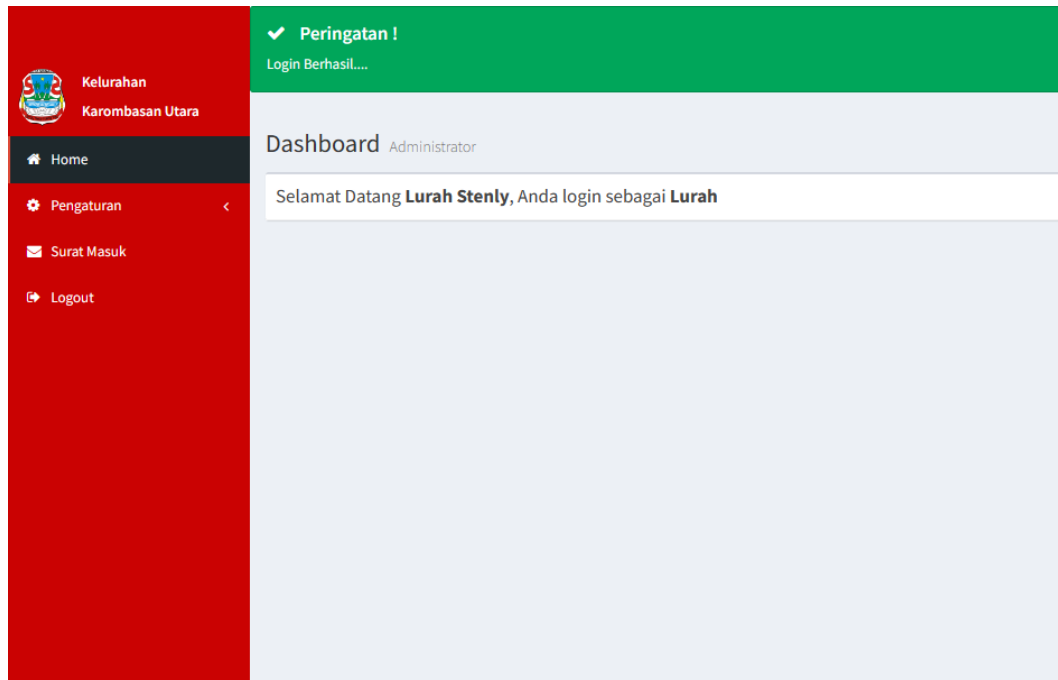 Peringatan !
Login Berhasil....
Kelurahan
Karombasan Utara
Home
Pengaturan
Surat Masuk
Logout
Dashboard Administrator
Selamat Datang Lurah Stenly, Anda login sebagai Lurah